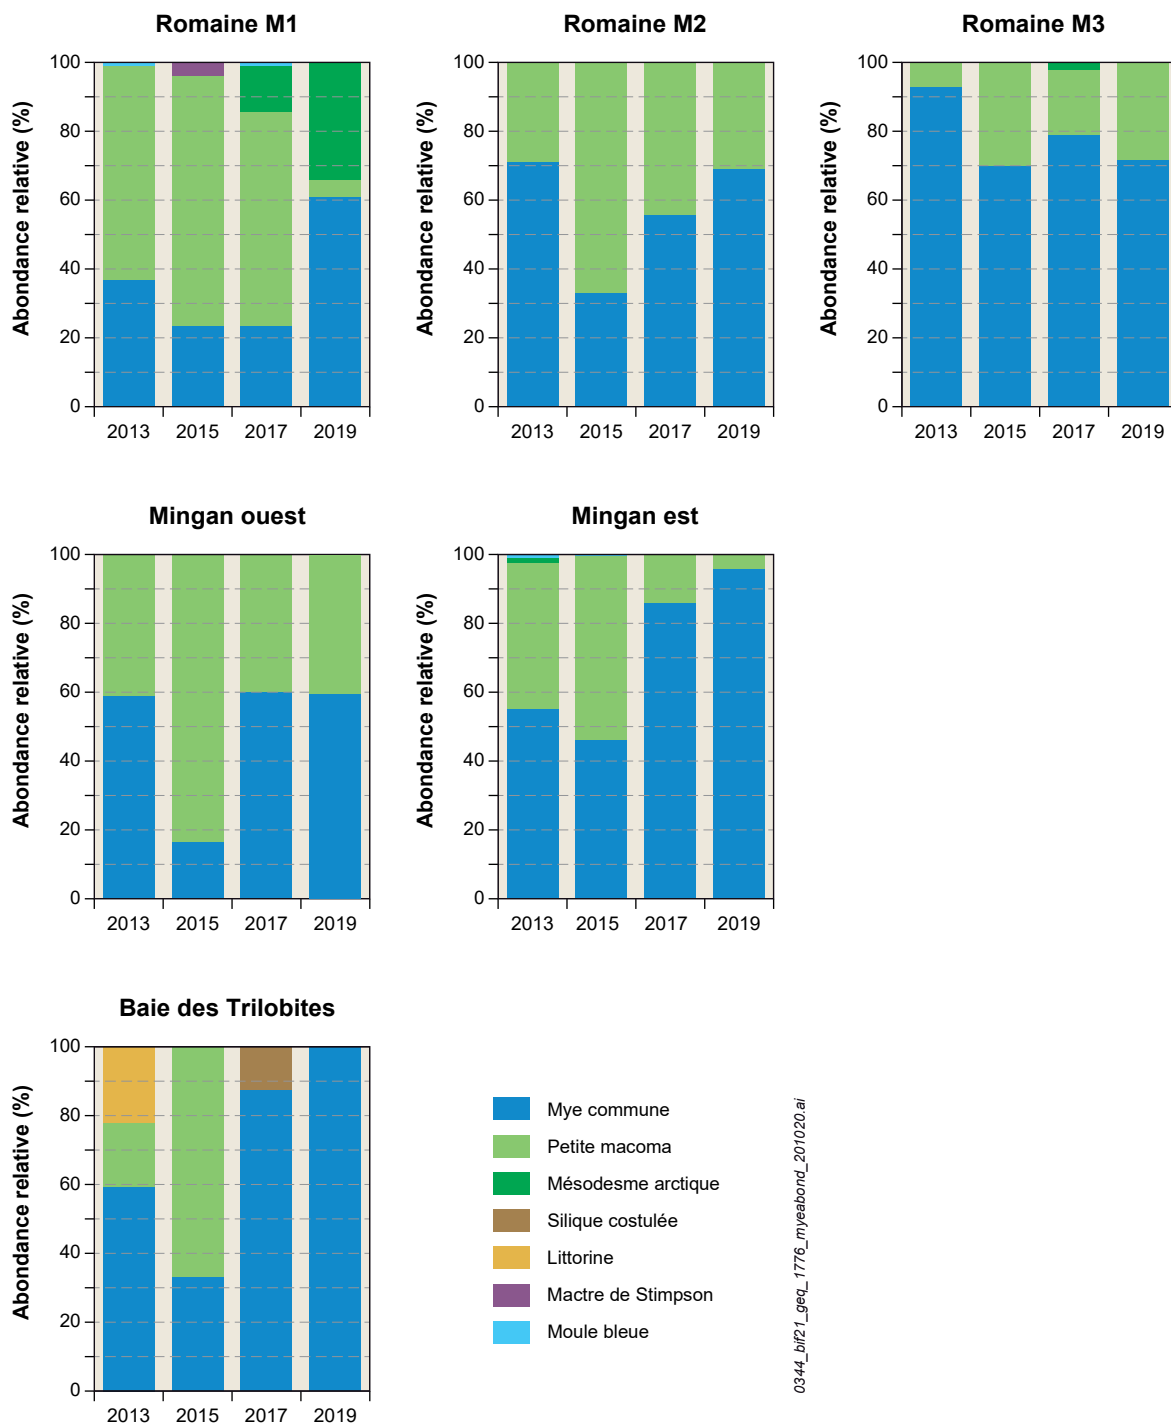 Romaine M1
Abondance relative (%)
100
80
60
40
20
0
2013 2015 2017 2019
Romaine M2
Abondance relative (%)
100
80
60
40
20
0
2013 2015 2017 2019
Romaine M3
Abondance relative (%)
100
80
60
40
20
0
2013 2015 2017 2019
Mingan ouest
Abondance relative (%)
100
80
60
40
20
0
2013 2015 2017 2019
Mingan est
Abondance relative (%)
100
80
60
40
20
0
2013 2015 2017 2019
Baie des Trilobites
Abondance relative (%)
100
80
60
40
20
0
2013 2015 2017 2019
Mye commune
Petite macoma
Mésodesme arctique
Silique costulée
Littorine
Mactre de Stimpson
Moule bleue
0344_bif21_geq_1776_myeabond_201020.ai